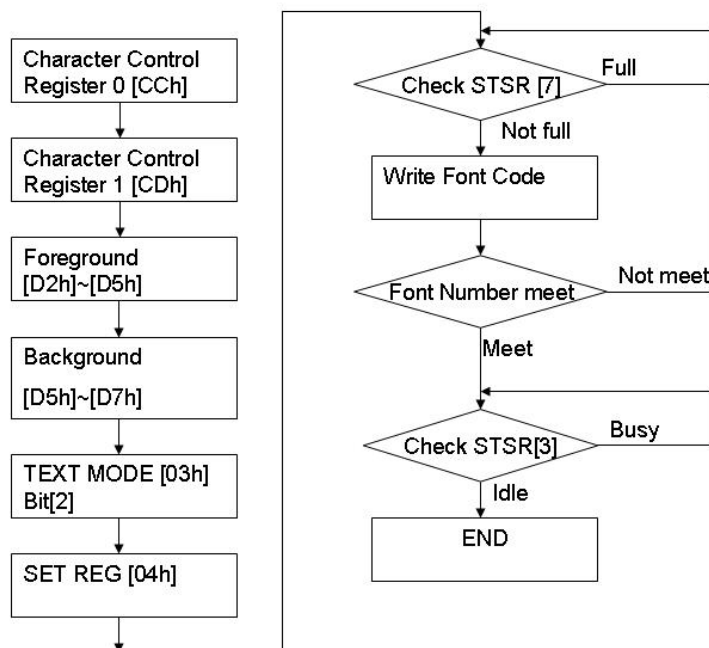 Character Control
Register 0 [CCh]
Character Control
Register 1 [CDh]
Foreground
[D2h]~[D5h]
Background
[D5h]~[D7h]
TEXT MODE [03h]
Bit[2]
SET REG [04h]
Check STSR [7]
Full
Not full
Write Font Code
Font Number meet
Not meet
Meet
Check STSR[3]
Busy
Idle
END